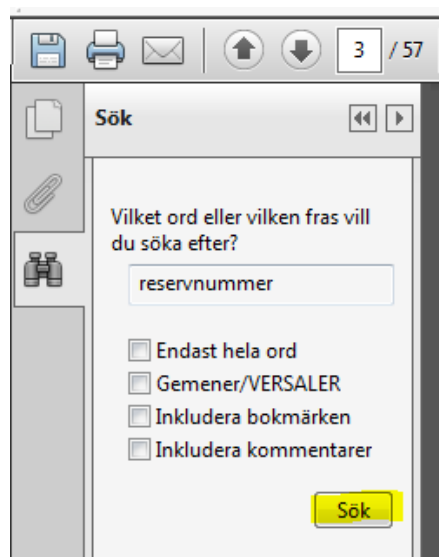 3 / 57
Sök
Vilket ord eller vilken fras vill
du söka efter?
reservnummer
Endast hela ord
Gemener/VERSALER
Inkludera bokmärken
Inkludera kommentarer
Sök